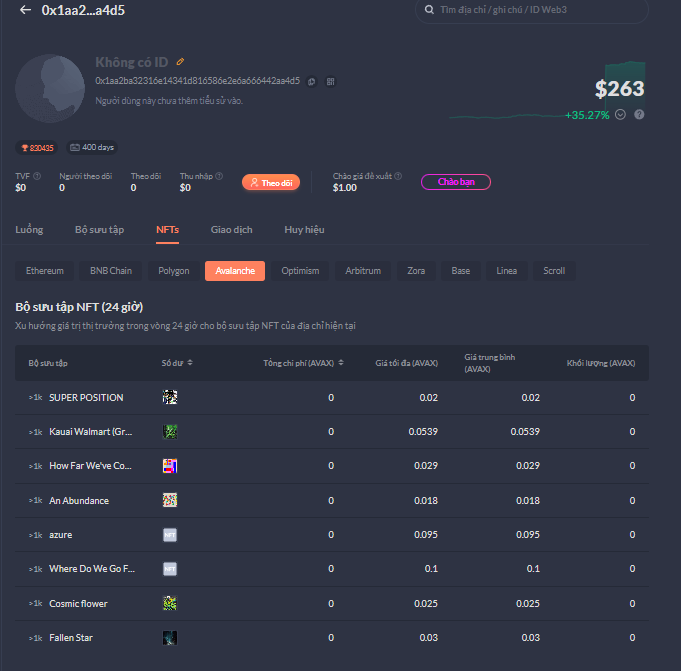 0x1aa2...a4d5
Tìm địa chỉ / ghi chú / ID Web3
Không có ID
0x1aa2ba32316e14341d816586e2e6a666442aa4d5
Người dùng này chưa thêm tiểu sử vào.
$263
+35.27%
830435
400 days
TVF
Người theo dõi
Theo dõi
Thu nhập
Chào giá đề xuất
$0
0
0
$0
Theo dõi
$1.00
Chào bạn
Luồng
Bộ sưu tập
NFTs
Giao dịch
Huy hiệu
Ethereum
BNB Chain
Polygon
Avalanche
Optimism
Arbitrum
Zora
Base
Linea
Scroll
Bộ sưu tập NFT (24 giờ)
Xu hướng giá trị thị trường trong vòng 24 giờ cho bộ sưu tập NFT của địa chỉ hiện tại
Bộ sưu tập
Số dư
Tổng chi phí (AVAX)
Giá tối đa (AVAX)
Giá trung bình
(AVAX)
Khối lượng (AVAX)
>1k SUPER POSITION 0 0.02 0.02 0
>1k Kauai Walmart (Gr... 0 0.0539 0.0539 0
>1k How Far We've Co... 0 0.029 0.029 0
>1k An Abundance 0 0.018 0.018 0
>1k azure NFT 0 0.095 0.095 0
>1k Where Do We Go F... NFT 0 0.1 0.1 0
>1k Cosmic flower 0 0.025 0.025 0
>1k Fallen Star 0 0.03 0.03 0